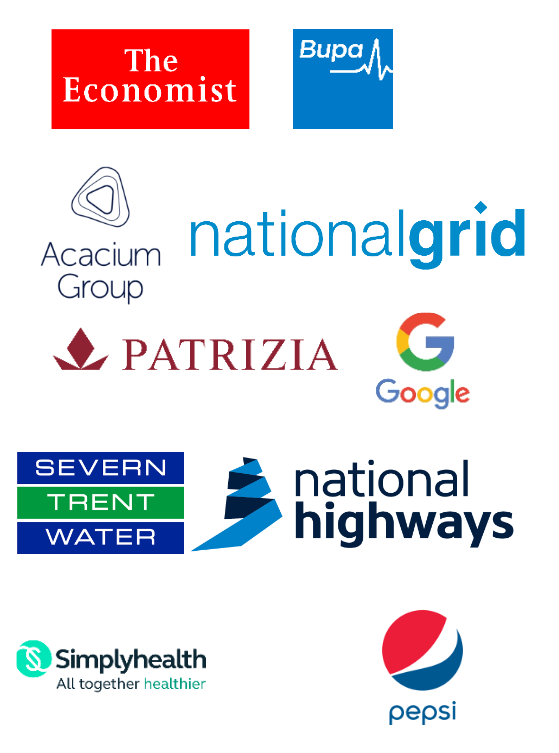 The
Economist
Bupa
Acacium
Group
nationalgrid
PATRIZIA
G
Google
SEVERN
TRENT
WATER
national
highways
Simplyhealth
All together healthier
pepsi